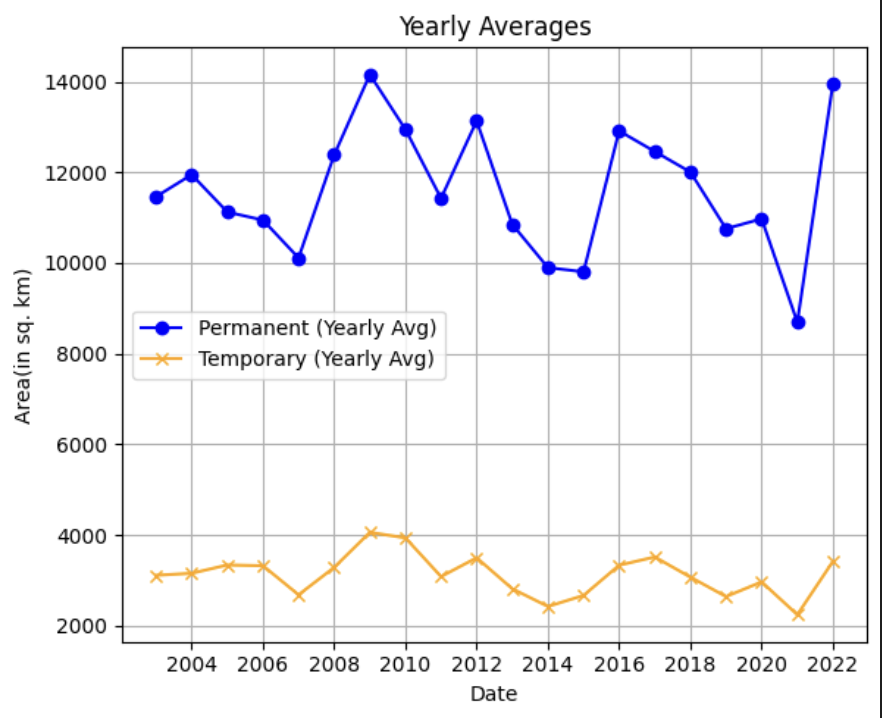 Yearly Averages
14000
12000
10000
8000
6000
4000
2000
Area(in sq. km)
Permanent (Yearly Avg)
Temporary (Yearly Avg)
2004 2006 2008 2010 2012 2014 2016 2018 2020 2022
Date